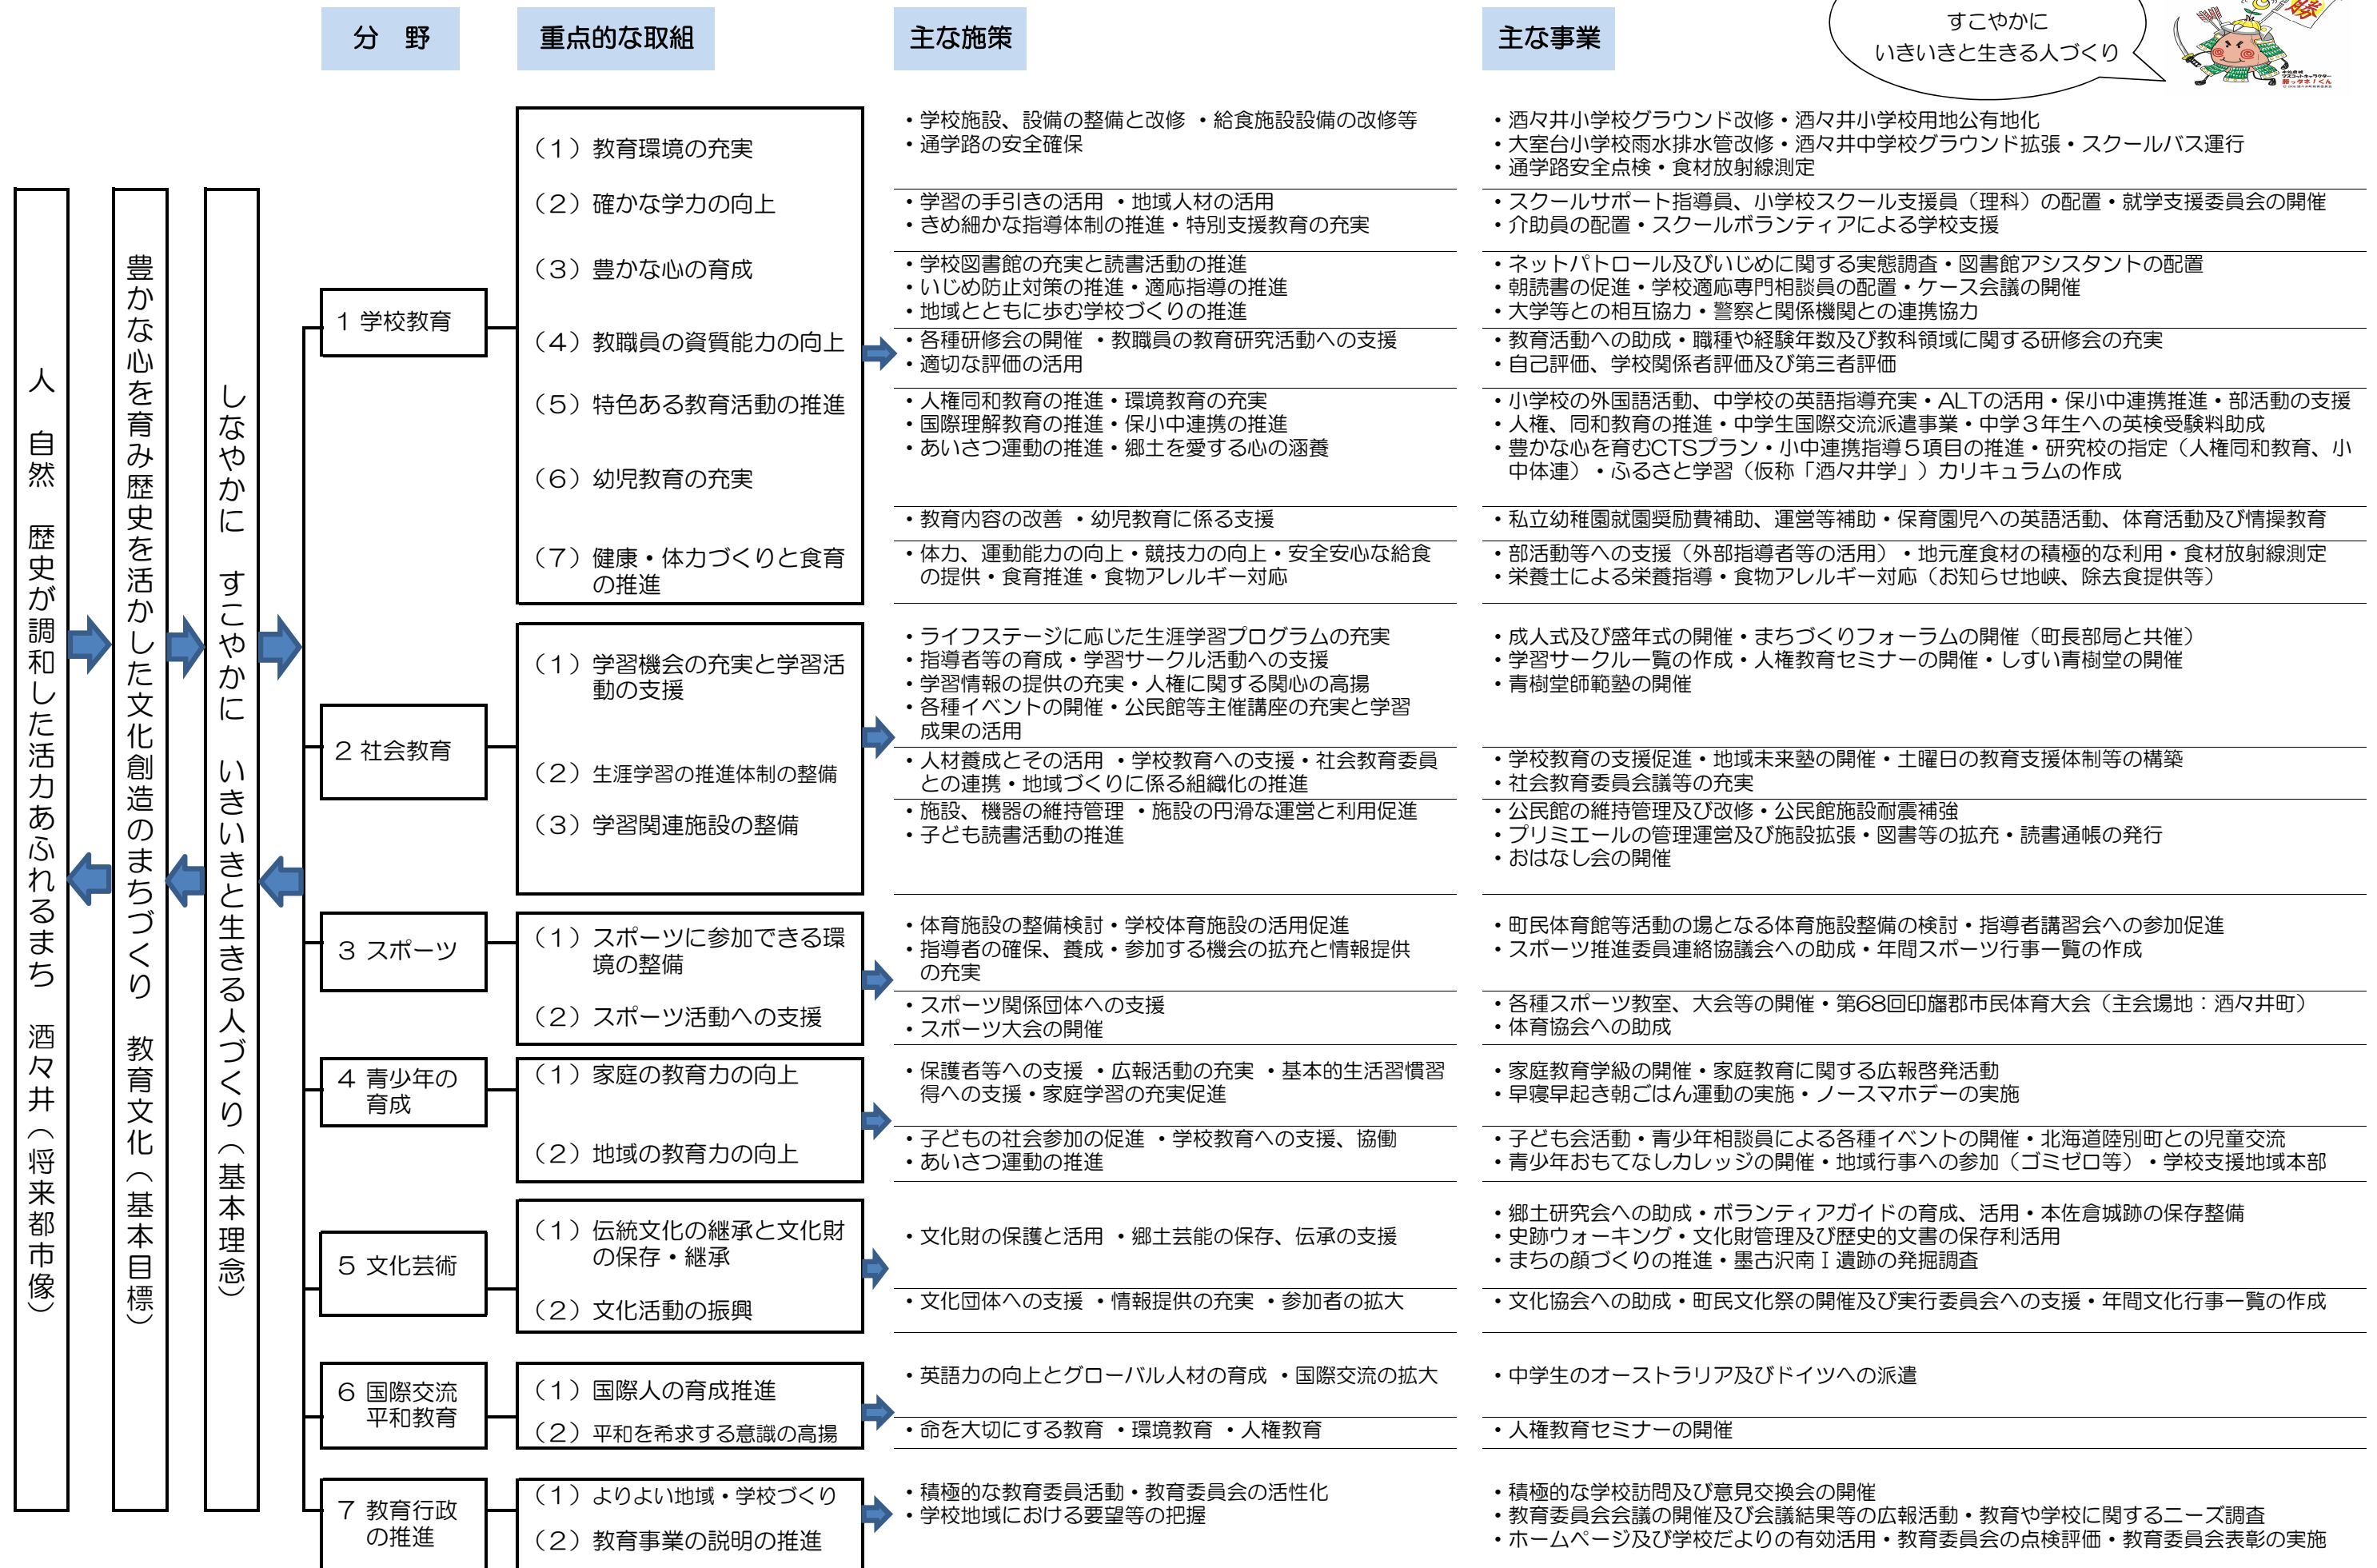 分　野
重点的な取組
主な施策
主な事業
すこやかに
いきいきと生きる人づくり
勝
マスコットキャラクター
勝っタネ！くん
人　自然　歴史が調和した活力あふれるまち　酒々井（将来都市像）
豊かな心を育み歴史を活かした文化創造のまちづくり　教育文化（基本目標）
しなやかに　すこやかに　いきいきと生きる人づくり（基本理念）
１ 学校教育
（１）教育環境の充実
（２）確かな学力の向上
（３）豊かな心の育成
（４）教職員の資質能力の向上
（５）特色ある教育活動の推進
（６）幼児教育の充実
（７）健康・体力づくりと食育
の推進
・学校施設、設備の整備と改修 ・給食施設設備の改修等
・通学路の安全確保
・学習の手引きの活用 ・地域人材の活用
・きめ細かな指導体制の推進・特別支援教育の充実
・学校図書館の充実と読書活動の推進
・いじめ防止対策の推進・適応指導の推進
・地域とともに歩む学校づくりの推進
・各種研修会の開催 ・教職員の教育研究活動への支援
・適切な評価の活用
・人権同和教育の推進・環境教育の充実
・国際理解教育の推進・保小中連携の推進
・あいさつ運動の推進・郷土を愛する心の涵養
・教育内容の改善 ・幼児教育に係る支援
・体力、運動能力の向上・競技力の向上・安全安心な給食
の提供・食育推進・食物アレルギー対応
・酒々井小学校グラウンド改修・酒々井小学校用地公有地化
・大室台小学校雨水排水管改修・酒々井中学校グラウンド拡張・スクールバス運行
・通学路安全点検・食材放射線測定
・スクールサポート指導員、小学校スクール支援員（理科）の配置・就学支援委員会の開催
・介助員の配置・スクールボランティアによる学校支援
・ネットパトロール及びいじめに関する実態調査・図書館アシスタントの配置
・朝読書の促進・学校適応専門相談員の配置・ケース会議の開催
・大学等との相互協力・警察と関係機関との連携協力
・教育活動への助成・職種や経験年数及び教科領域に関する研修会の充実
・自己評価、学校関係者評価及び第三者評価
・小学校の外国語活動、中学校の英語指導充実・ALTの活用・保小中連携推進・部活動の支援
・人権、同和教育の推進・中学生国際交流派遣事業・中学３年生への英検受験料助成
・豊かな心を育むCTSプラン・小中連携指導５項目の推進・研究校の指定（人権同和教育、小
中体連）・ふるさと学習（仮称「酒々井学」）カリキュラムの作成
・私立幼稚園就園奨励費補助、運営等補助・保育園児への英語活動、体育活動及び情操教育
・部活動等への支援（外部指導者等の活用）・地元産食材の積極的な利用・食材放射線測定
・栄養士による栄養指導・食物アレルギー対応（お知らせ地峡、除去食提供等）
２ 社会教育
（１）学習機会の充実と学習活
動の支援
（２）生涯学習の推進体制の整備
（３）学習関連施設の整備
・ライフステージに応じた生涯学習プログラムの充実
・指導者等の育成・学習サークル活動への支援
・学習情報の提供の充実・人権に関する関心の高揚
・各種イベントの開催・公民館等主催講座の充実と学習
成果の活用
・人材養成とその活用 ・学校教育への支援・社会教育委員
との連携・地域づくりに係る組織化の推進
・施設、機器の維持管理 ・施設の円滑な運営と利用促進
・子ども読書活動の推進
・成人式及び盛年式の開催・まちづくりフォーラムの開催（町長部局と共催）
・学習サークル一覧の作成・人権教育セミナーの開催・しすい青樹堂の開催
・青樹堂師範塾の開催
・学校教育の支援促進・地域未来塾の開催・土曜日の教育支援体制等の構築
・社会教育委員会議等の充実
・公民館の維持管理及び改修・公民館施設耐震補強
・プリミエールの管理運営及び施設拡張・図書等の拡充・読書通帳の発行
・おはなし会の開催
３ スポーツ
（１）スポーツに参加できる環
境の整備
（２）スポーツ活動への支援
・体育施設の整備検討・学校体育施設の活用促進
・指導者の確保、養成・参加する機会の拡充と情報提供
の充実
・スポーツ関係団体への支援
・スポーツ大会の開催
・町民体育館等活動の場となる体育施設整備の検討・指導者講習会への参加促進
・スポーツ推進委員連絡協議会への助成・年間スポーツ行事一覧の作成
・各種スポーツ教室、大会等の開催・第68回印旛郡市民体育大会（主会場地：酒々井町）
・体育協会への助成
４ 青少年の
育成
（１）家庭の教育力の向上
（２）地域の教育力の向上
・保護者等への支援 ・広報活動の充実 ・基本的生活習慣習
得への支援・家庭学習の充実促進
・子どもの社会参加の促進 ・学校教育への支援、協働
・あいさつ運動の推進
・家庭教育学級の開催・家庭教育に関する広報啓発活動
・早寝早起き朝ごはん運動の実施・ノースマホデーの実施
・子ども会活動・青少年相談員による各種イベントの開催・北海道陸別町との児童交流
・青少年おもてなしカレッジの開催・地域行事への参加（ゴミゼロ等）・学校支援地域本部
５ 文化芸術
（１）伝統文化の継承と文化財
の保存・継承
（２）文化活動の振興
・文化財の保護と活用 ・郷土芸能の保存、伝承の支援
・文化団体への支援 ・情報提供の充実 ・参加者の拡大
・郷土研究会への助成・ボランティアガイドの育成、活用・本佐倉城跡の保存整備
・史跡ウォーキング・文化財管理及び歴史的文書の保存利活用
・まちの顔づくりの推進・墨古沢南Ⅰ遺跡の発掘調査
・文化協会への助成・町民文化祭の開催及び実行委員会への支援・年間文化行事一覧の作成
６ 国際交流
平和教育
（１）国際人の育成推進
（２）平和を希求する意識の高揚
・英語力の向上とグローバル人材の育成 ・国際交流の拡大
・命を大切にする教育 ・環境教育 ・人権教育
・中学生のオーストラリア及びドイツへの派遣
・人権教育セミナーの開催
７ 教育行政
の推進
（１）よりよい地域・学校づくり
（２）教育事業の説明の推進
・積極的な教育委員活動・教育委員会の活性化
・学校地域における要望等の把握
・積極的な学校訪問及び意見交換会の開催
・教育委員会会議の開催及び会議結果等の広報活動・教育や学校に関するニーズ調査
・ホームページ及び学校だよりの有効活用・教育委員会の点検評価・教育委員会表彰の実施